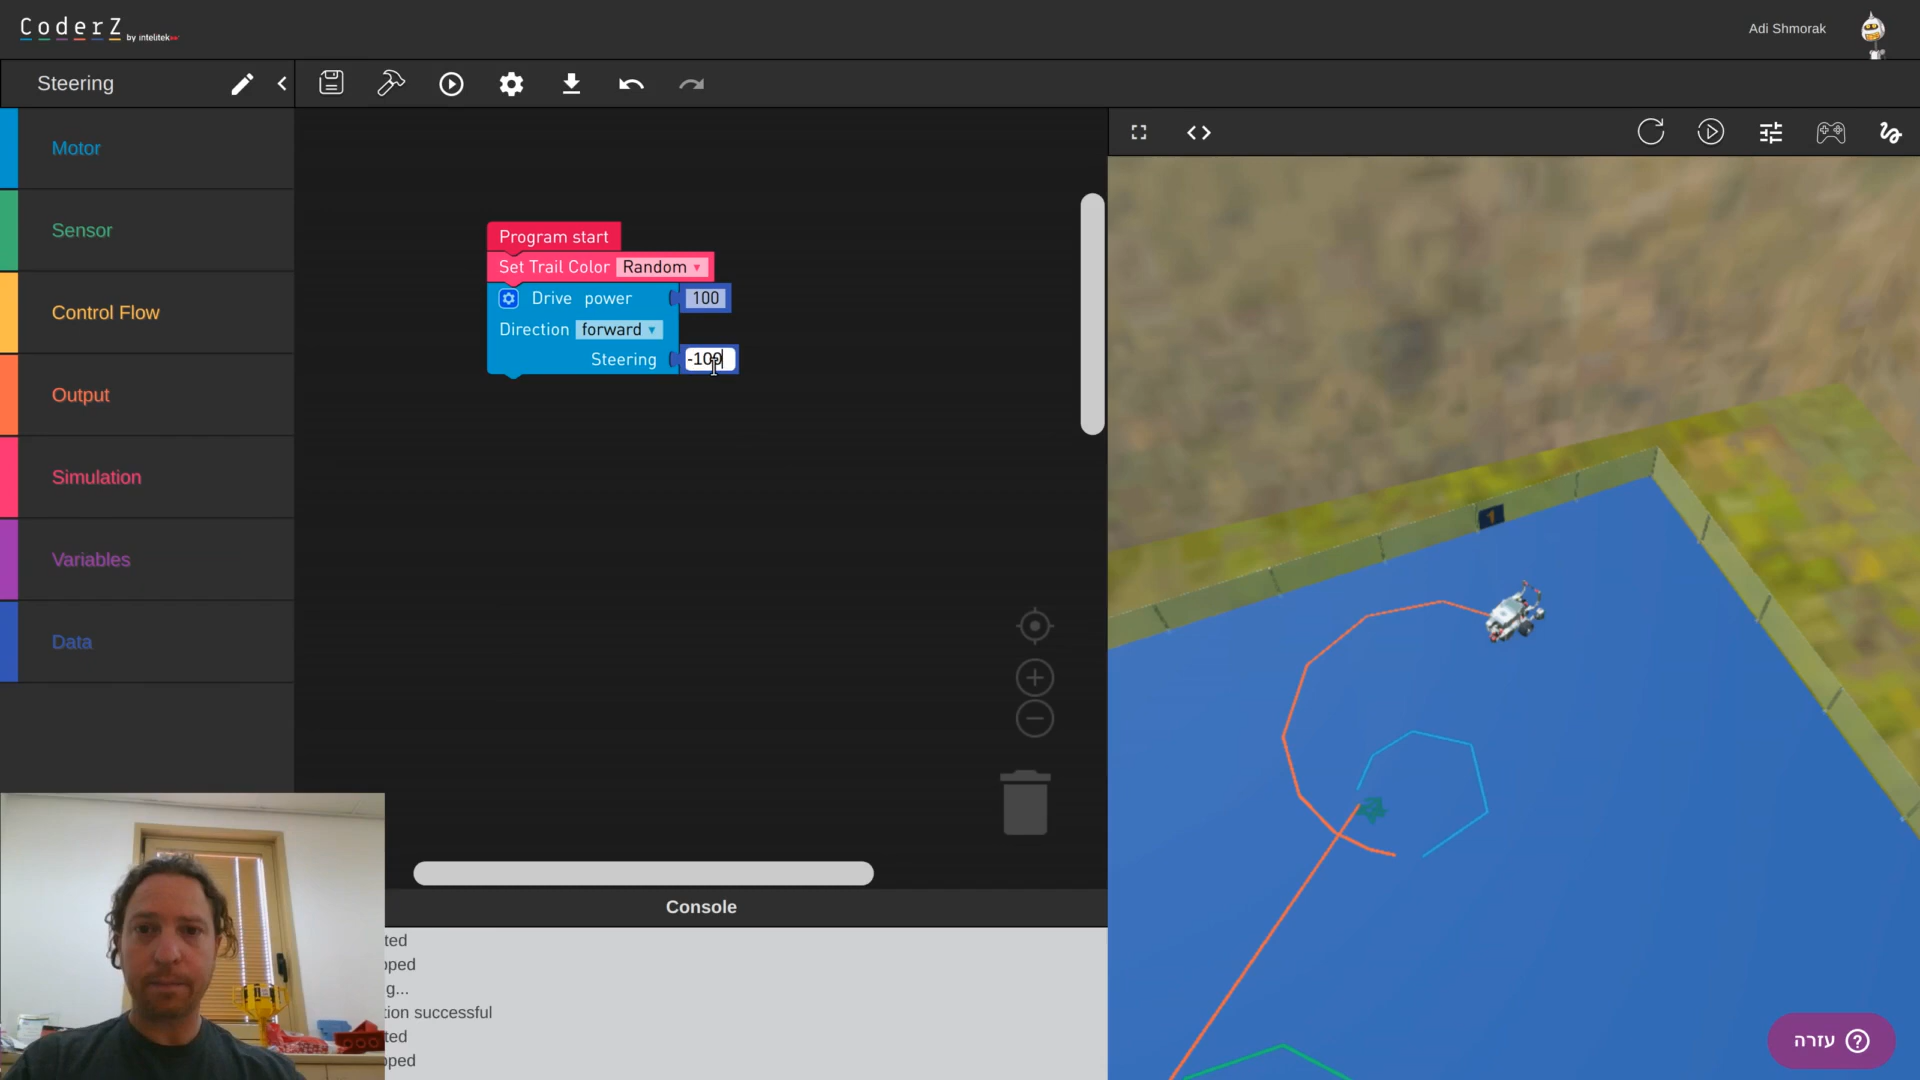 CoderZ
by intelitek
Adi Shmorak
Steering
Motor
Sensor
Control Flow
Output
Simulation
Variables
Data
Program start
Set Trail Color Random
Drive power 100
Direction forward
Steering -100
1
Console
ted
pped
g...
tion successful
ted
pped
עזרה